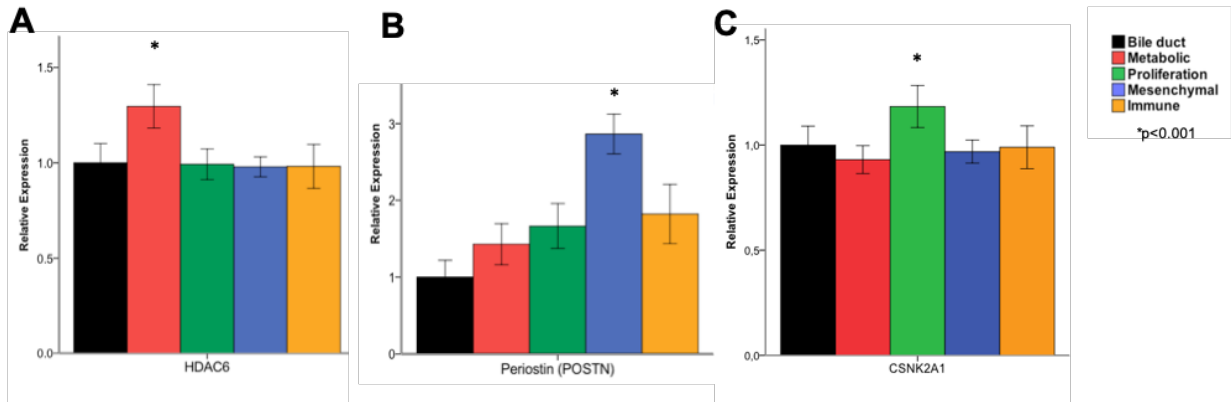 A
Relative Expression
1.5
1.0
0.5
0.0
*
HDAC6
B
Relative Expression
3
2
1
0
*
Periostin (POSTN)
C
Relative Expression
1,5
1,0
0,5
0,0
*
CSNK2A1
Bile duct
Metabolic
Proliferation
Mesenchymal
Immune
*p<0.001